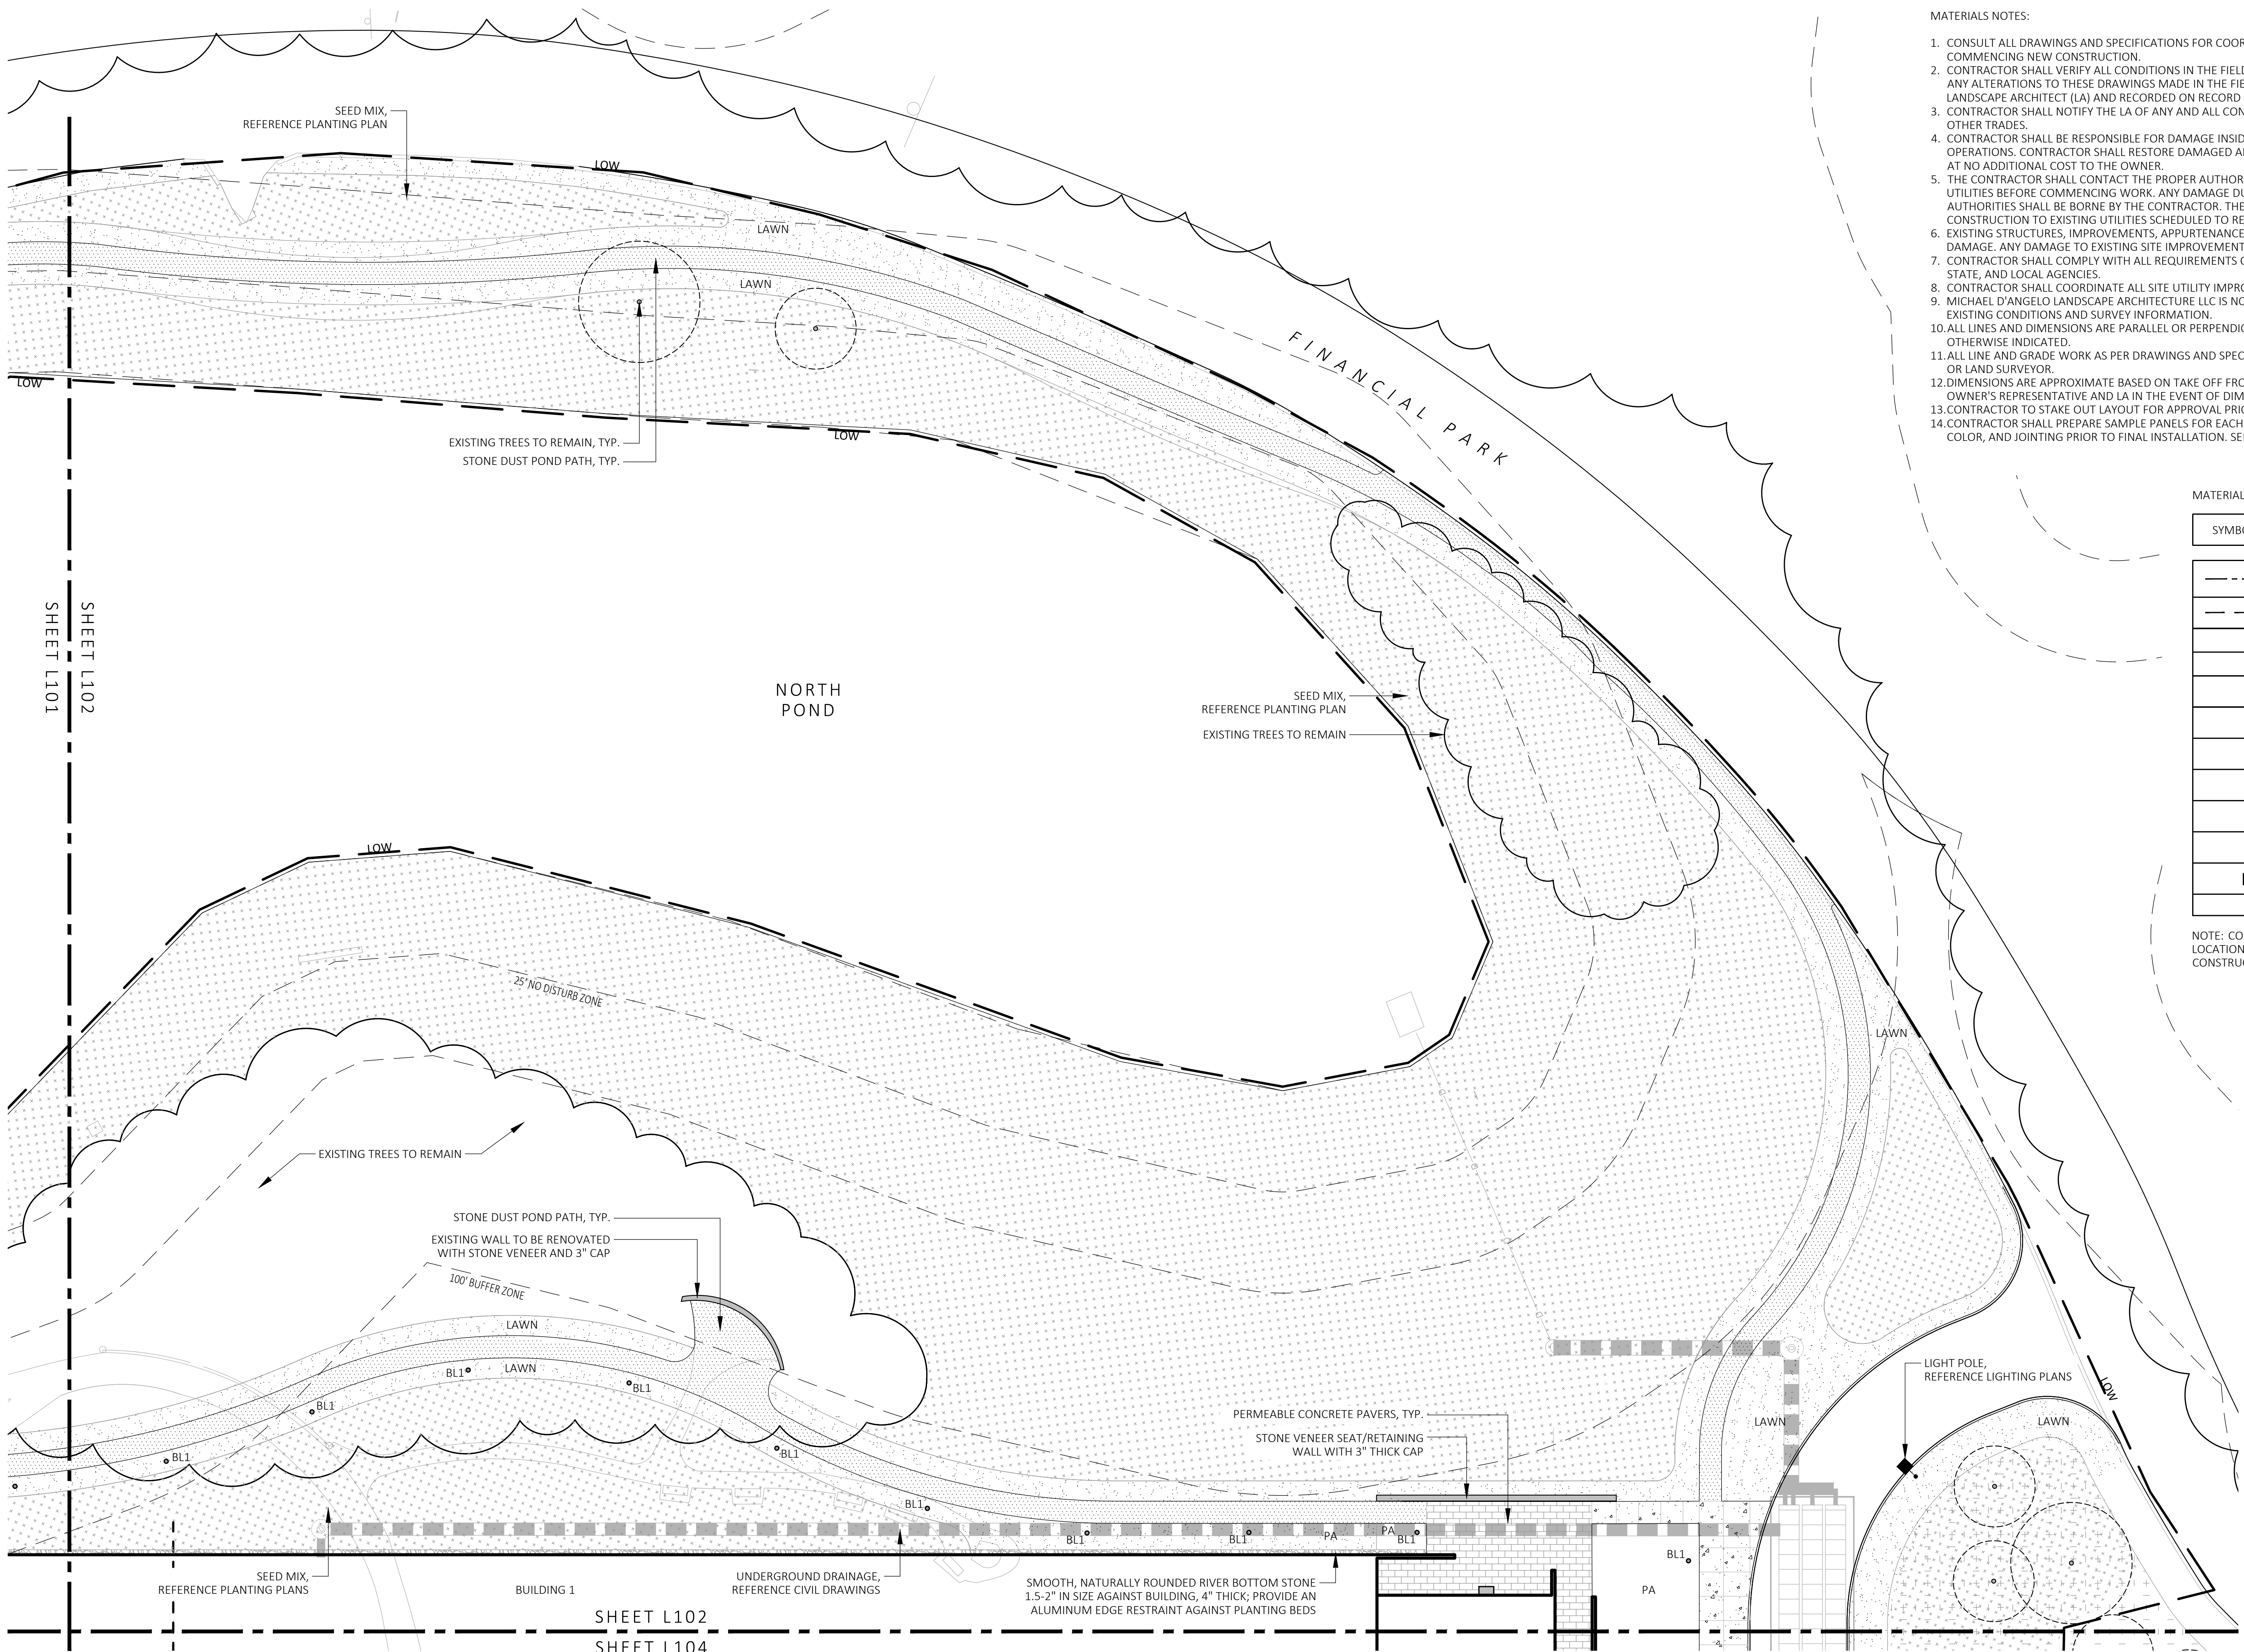 MATERIALS NOTES:
1. CONSULT ALL DRAWINGS AND SPECIFICATIONS FOR COOR
COMMENCING NEW CONSTRUCTION.
2. CONTRACTOR SHALL VERIFY ALL CONDITIONS IN THE FIELD
ANY ALTERATIONS TO THESE DRAWINGS MADE IN THE FIE
LANDSCAPE ARCHITECT (LA) AND RECORDED ON RECORD
3. CONTRACTOR SHALL NOTIFY THE LA OF ANY AND ALL CON
OTHER TRADES.
4. CONTRACTOR SHALL BE RESPONSIBLE FOR DAMAGE INSID
OPERATIONS. CONTRACTOR SHALL RESTORE DAMAGED A
AT NO ADDITIONAL COST TO THE OWNER.
5. THE CONTRACTOR SHALL CONTACT THE PROPER AUTHOR
UTILITIES BEFORE COMMENCING WORK. ANY DAMAGE DU
AUTHORITIES SHALL BE BORNE BY THE CONTRACTOR. THE
CONSTRUCTION TO EXISTING UTILITIES SCHEDULED TO RE
6. EXISTING STRUCTURES, IMPROVEMENTS, APPURTENANCE
DAMAGE. ANY DAMAGE TO EXISTING SITE IMPROVEMENT
7. CONTRACTOR SHALL COMPLY WITH ALL REQUIREMENTS O
STATE, AND LOCAL AGENCIES.
8. CONTRACTOR SHALL COORDINATE ALL SITE UTILITY IMPRO
9. MICHAEL D'ANGELO LANDSCAPE ARCHITECTURE LLC IS NO
EXISTING CONDITIONS AND SURVEY INFORMATION.
10. ALL LINES AND DIMENSIONS ARE PARALLEL OR PERPENDIC
OTHERWISE INDICATED.
11. ALL LINE AND GRADE WORK AS PER DRAWINGS AND SPEC
OR LAND SURVEYOR.
12. DIMENSIONS ARE APPROXIMATE BASED ON TAKE OFF FRO
OWNER'S REPRESENTATIVE AND LA IN THE EVENT OF DIM
13. CONTRACTOR TO STAKE OUT LAYOUT FOR APPROVAL PRIO
14. CONTRACTOR SHALL PREPARE SAMPLE PANELS FOR EACH
COLOR, AND JOINTING PRIOR TO FINAL INSTALLATION. SE
MATERIAL
SYMBO
NOTE: CO
LOCATION
CONSTRU
SEED MIX,
REFERENCE PLANTING PLAN
LOW
LAWN
LAWN
LOW
LOW
EXISTING TREES TO REMAIN, TYP.
STONE DUST POND PATH, TYP.
FINANCIAL PARK
SHEET L101
SHEET L102
NORTH
POND
SEED MIX,
REFERENCE PLANTING PLAN
EXISTING TREES TO REMAIN
LOW
25' NO DISTURB ZONE
LAWN
EXISTING TREES TO REMAIN
STONE DUST POND PATH, TYP.
EXISTING WALL TO BE RENOVATED
WITH STONE VENEER AND 3" CAP
100' BUFFER ZONE
LAWN
LAWN
BL1
BL1
BL1
BL1
BL1
BL1
BL1
BL1
BL1
BL1
PA
PA
PA
LIGHT POLE,
REFERENCE LIGHTING PLANS
LOW
LAWN
LAWN
PERMEABLE CONCRETE PAVERS, TYP.
STONE VENEER SEAT/RETAINING
WALL WITH 3" THICK CAP
SEED MIX,
REFERENCE PLANTING PLANS
BUILDING 1
UNDERGROUND DRAINAGE,
REFERENCE CIVIL DRAWINGS
SMOOTH, NATURALLY ROUNDED RIVER BOTTOM STONE
1.5-2" IN SIZE AGAINST BUILDING, 4" THICK; PROVIDE AN
ALUMINUM EDGE RESTRAINT AGAINST PLANTING BEDS
SHEET L102
SHEET L104